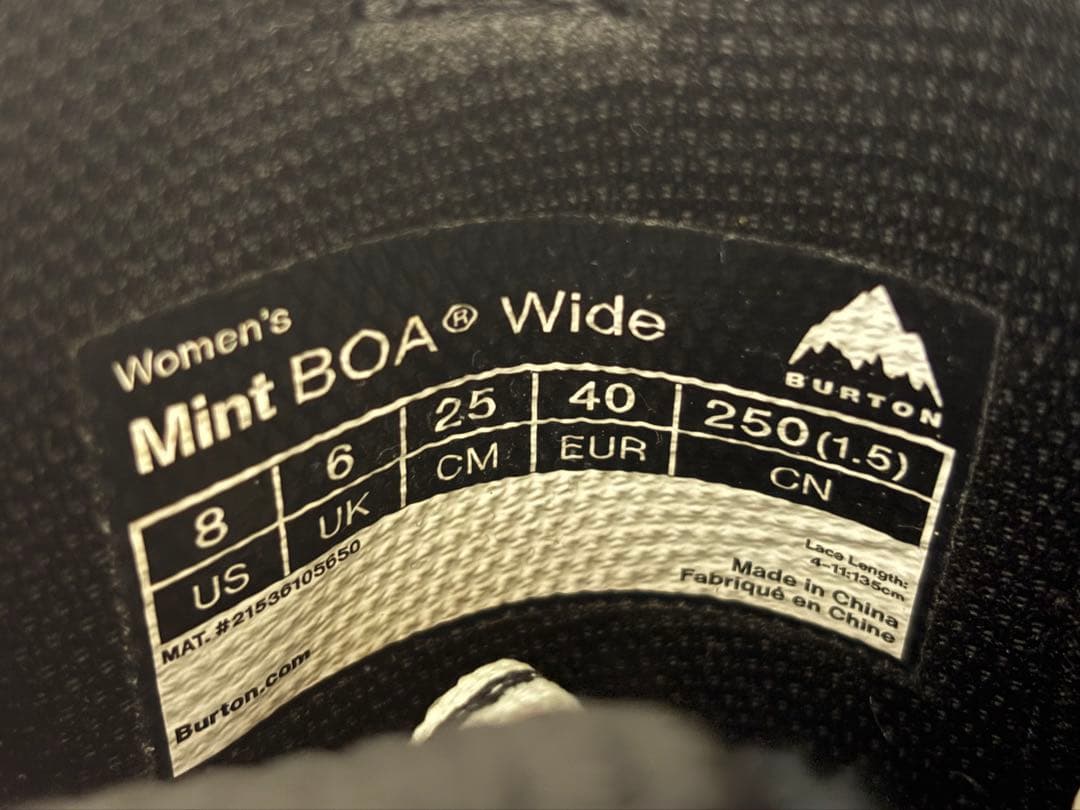 Women's
Mint BOA® Wide
BURTON
8 6 25 40 250(1.5)
US UK CM EUR CN
MAT. #21536105650
Lace Length:
4-11:135cm
Made in China
Fabriqué en Chine
Burton.com